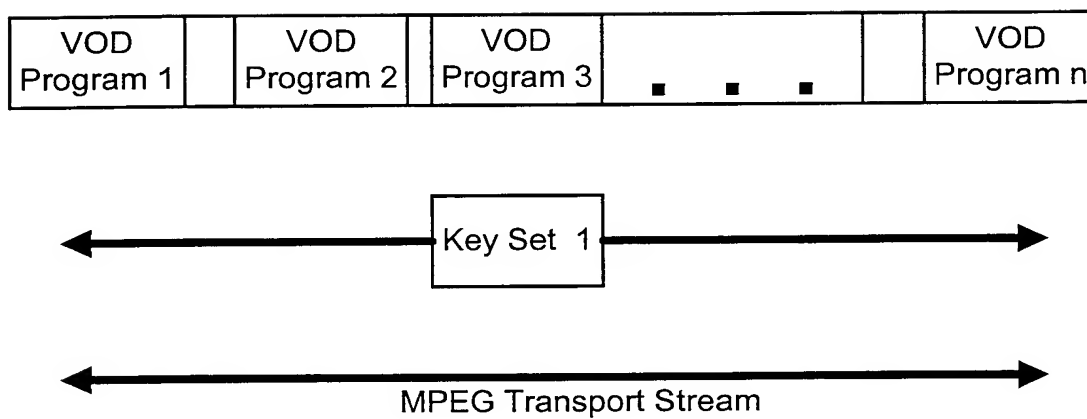 VOD
Program 1
VOD
Program 2
VOD
Program 3
. . .
VOD
Program n
Key Set 1
MPEG Transport Stream